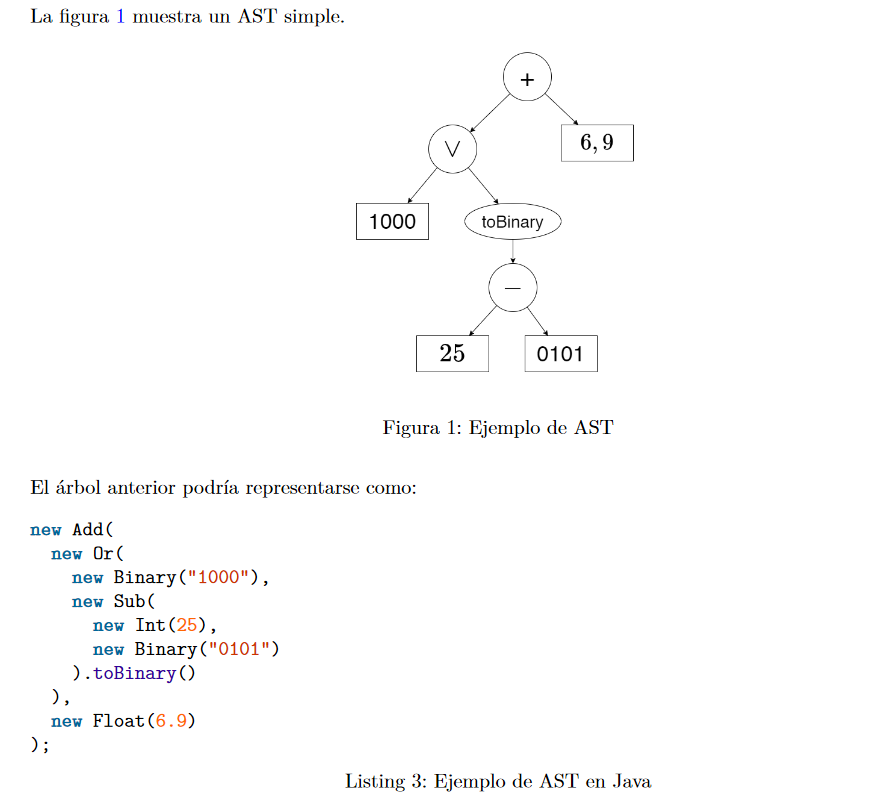 La figura 1 muestra un AST simple.
+
∨
6,9
1000
toBinary
—
25
0101
Figura 1: Ejemplo de AST
El árbol anterior podría representarse como:
new Add(
  new Or(
    new Binary("1000"),
    new Sub(
      new Int(25),
      new Binary("0101")
    ).toBinary()
  ),
  new Float(6.9)
);
Listing 3: Ejemplo de AST en Java